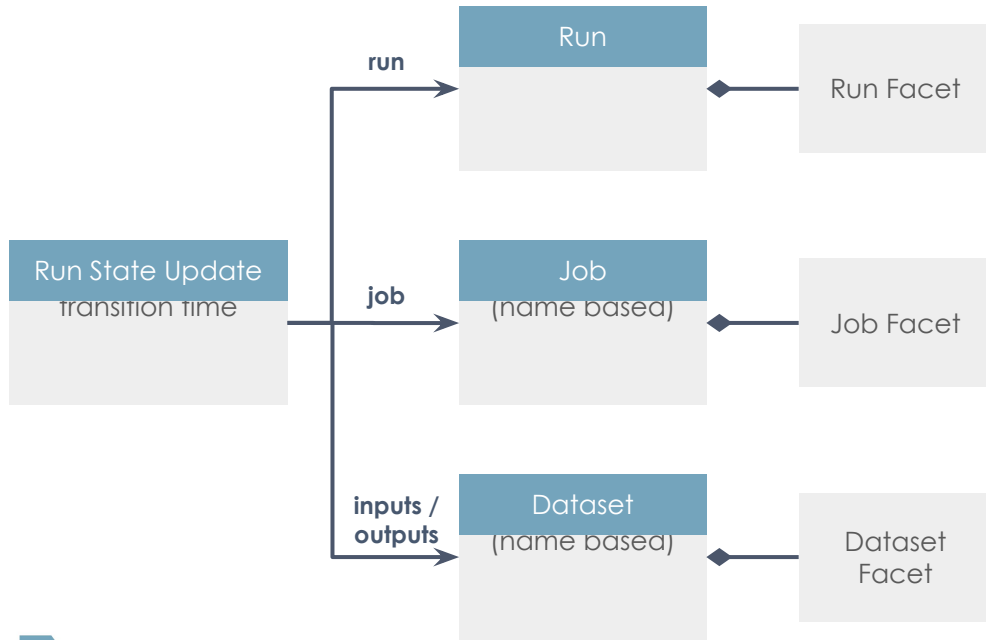 Run
run
Run Facet
Run State Update
transition time
job
Job
(name based)
Job Facet
inputs /
outputs
Dataset
(name based)
Dataset
Facet